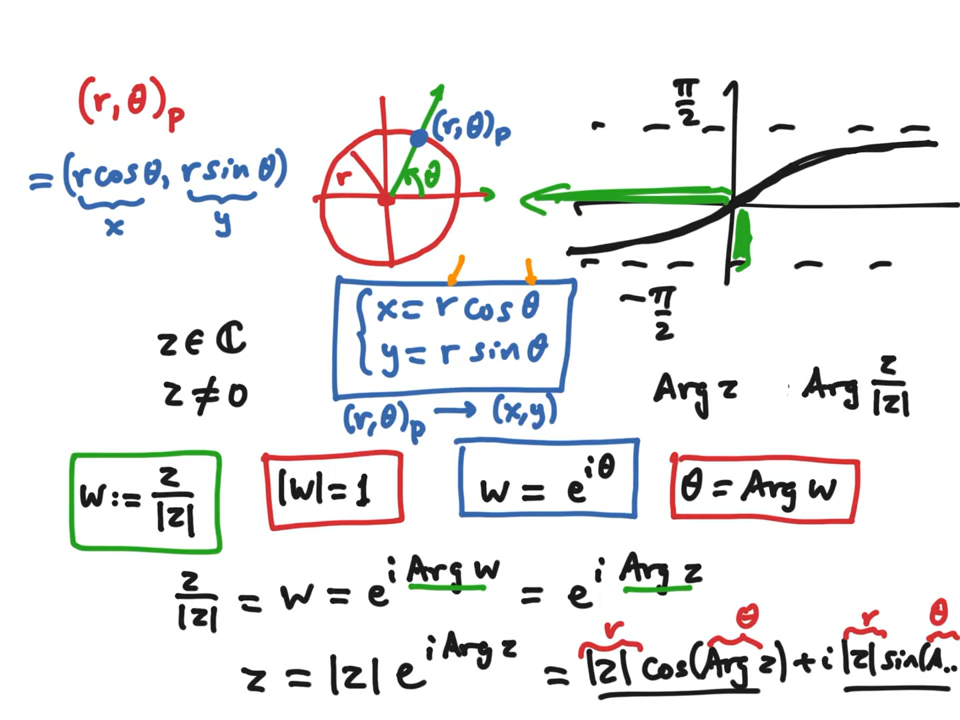 (r, θ)ₚ
= (r cos θ, r sin θ)
x y
r
θ
(r, θ)ₚ
π/2
-π/2
z ∈ ℂ
z ≠ 0
{ x = r cos θ
y = r sin θ
(r, θ)ₚ → (x, y)
Arg z Arg z/|z|
w := z/|z| |w| = 1 w = e^{iθ} θ = Arg w
z/|z| = w = e^{i Arg w} = e^{i Arg z}
r θ r θ
z = |z| e^{i Arg z} = |z| cos(Arg z) + i |z| sin(A..